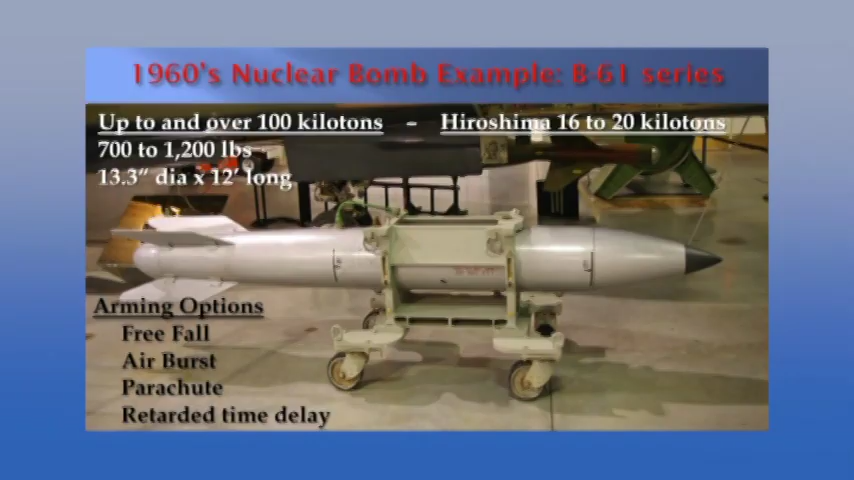 1960's Nuclear Bomb Example: B-61 series
Up to and over 100 kilotons - Hiroshima 16 to 20 kilotons
700 to 1,200 lbs
13.3" dia x 12' long
Arming Options
Free Fall
Air Burst
Parachute
Retarded time delay